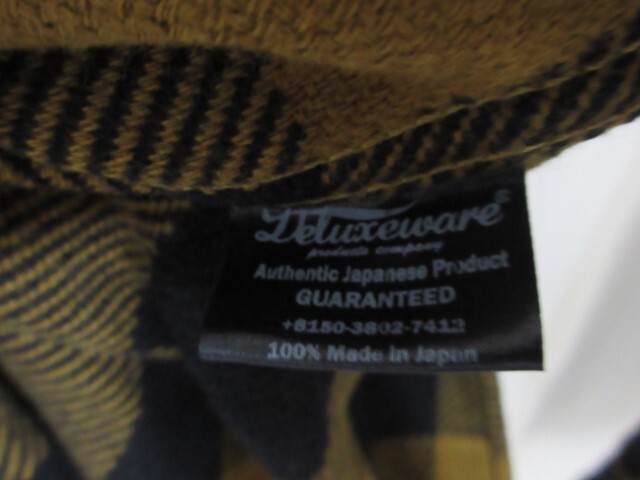 Deluxeware
products company
Authentic Japanese Product
GUARANTEED
+8150-3802-7412
100% Made in Japan